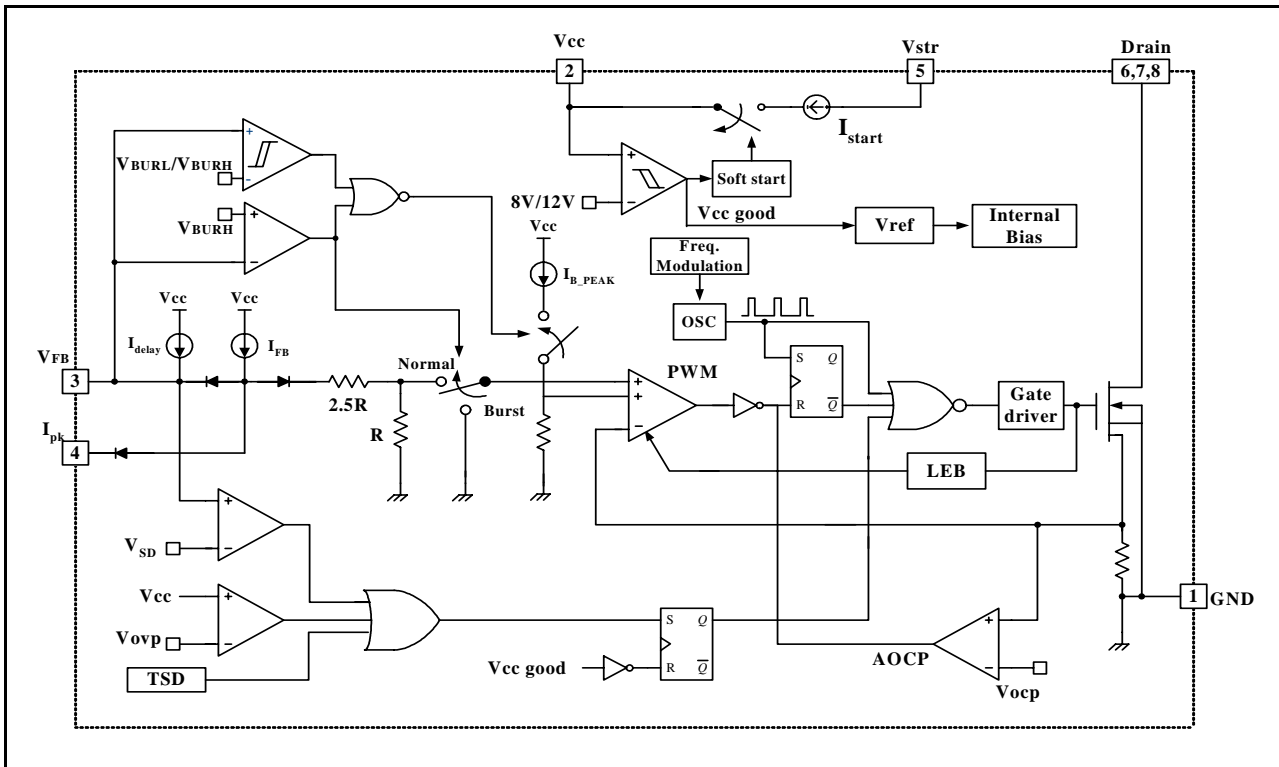 Vcc
Vstr
Drain
2
5
6,7,8
Istart
+
VBURL/VBURH
-
+
Soft start
8V/12V
−
Vcc good
VBURH
+
−
Vcc
Vref
Internal
Bias
Freq.
Modulation
IB_PEAK
OSC
Vcc
Vcc
Idelay
IFB
VFB
3
Normal
PWM
S
Q
R
Q
2.5R
Burst
+
+
−
Gate
driver
Ipk
4
R
LEB
+
VSD
−
1
GND
Vcc
+
Vovp
−
S
Q
R
Q
Vcc good
TSD
+
AOCP
−
Vocp